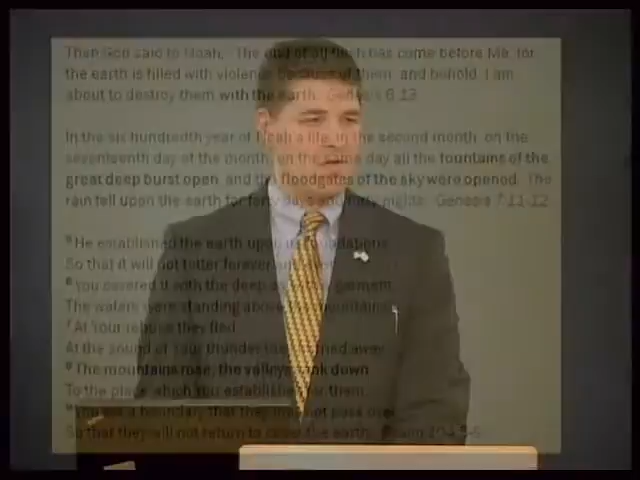 Then God said to Noah, The end of all flesh has come before Me, for
the earth is filled with violence because of them, and behold, I am
about to destroy them with the earth. Genesis 6:13
In the six hundredth year of Noah's life, in the second month, on the
seventeenth day of the month, on the same day all the fountains of the
great deep burst open, and the floodgates of the sky were opened. The
rain fell upon the earth for forty days and forty nights. Genesis 7:11-12
5 He established the earth upon its foundations
So that it will not totter forever and
6 You covered it with the deep as with a garment
The waters were standing above the mountains
7 At Your rebuke they fled
At the sound of Your thunder they away
8 The mountains rose, the valleys sank down
To the place which You established for them
9 You set a boundary that they may not pass over
So that they will not return to cover the earth. Psalm 104:5-